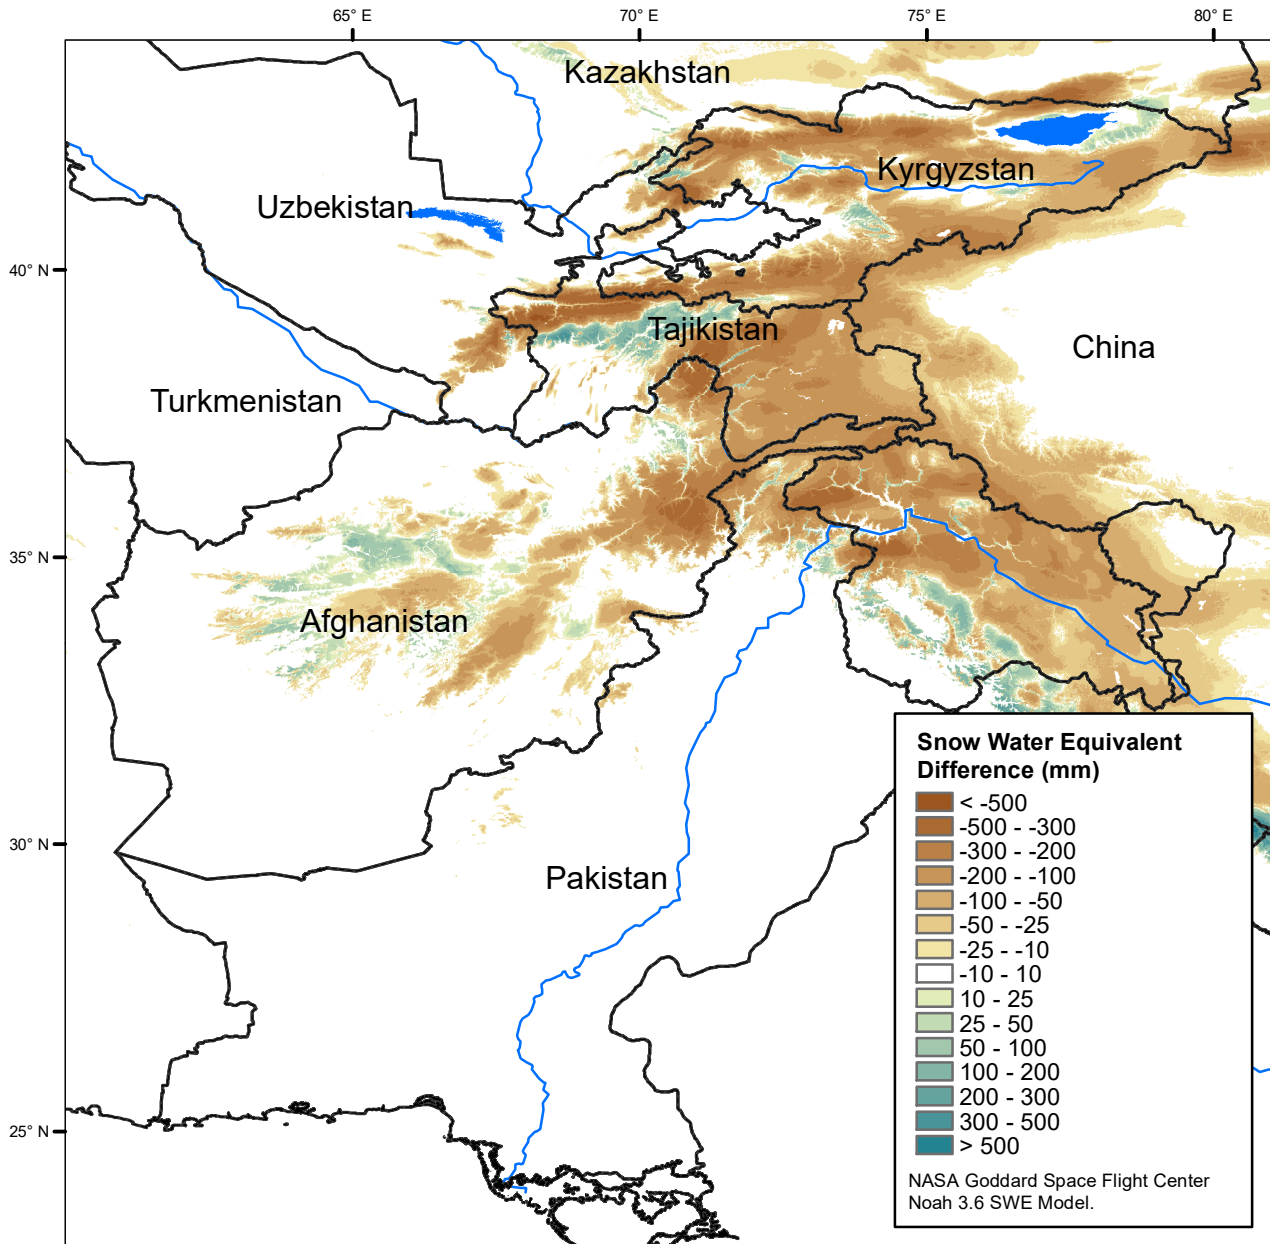 65° E
70° E
75° E
80° E
Kazakhstan
Kyrgyzstan
Uzbekistan
40° N
Tajikistan
China
Turkmenistan
35° N
Afghanistan
Snow Water Equivalent
Difference (mm)
< -500
-500 - -300
-300 - -200
-200 - -100
-100 - -50
-50 - -25
-25 - -10
-10 - 10
10 - 25
25 - 50
50 - 100
100 - 200
200 - 300
300 - 500
> 500
NASA Goddard Space Flight Center
Noah 3.6 SWE Model.
30° N
Pakistan
25° N